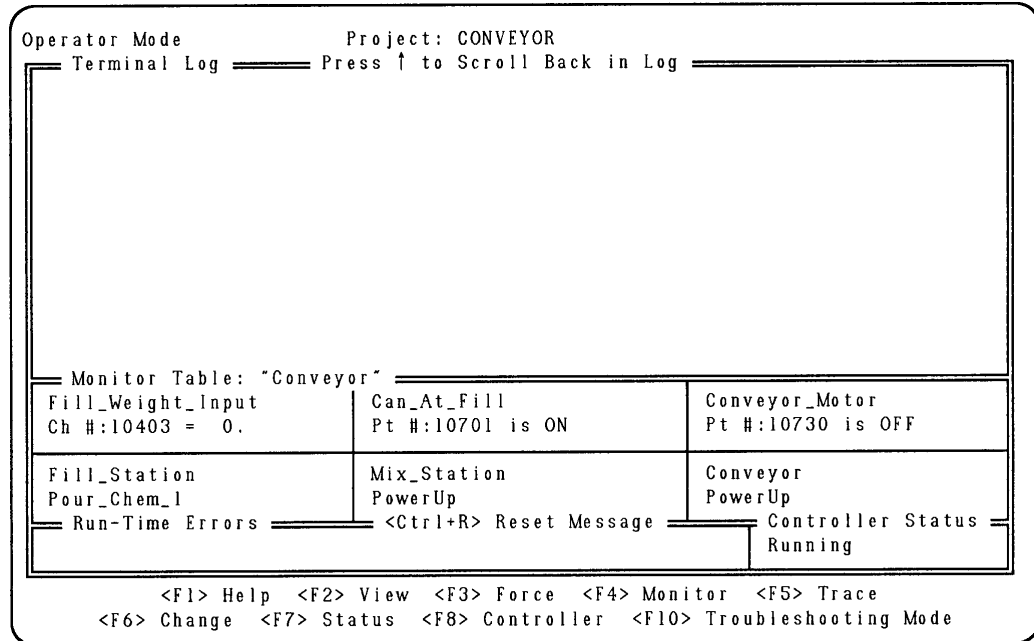 Operator Mode Project: CONVEYOR
Terminal Log Press ↑ to Scroll Back in Log
Monitor Table: "Conveyor"
Fill_Weight_Input Can_At_Fill Conveyor_Motor
Ch #:10403 = 0. Pt #:10701 is ON Pt #:10730 is OFF
Fill_Station Mix_Station Conveyor
Pour_Chem_1 PowerUp PowerUp
Run-Time Errors <Ctrl+R> Reset Message Controller Status
Running
<F1> Help <F2> View <F3> Force <F4> Monitor <F5> Trace
<F6> Change <F7> Status <F8> Controller <F10> Troubleshooting Mode